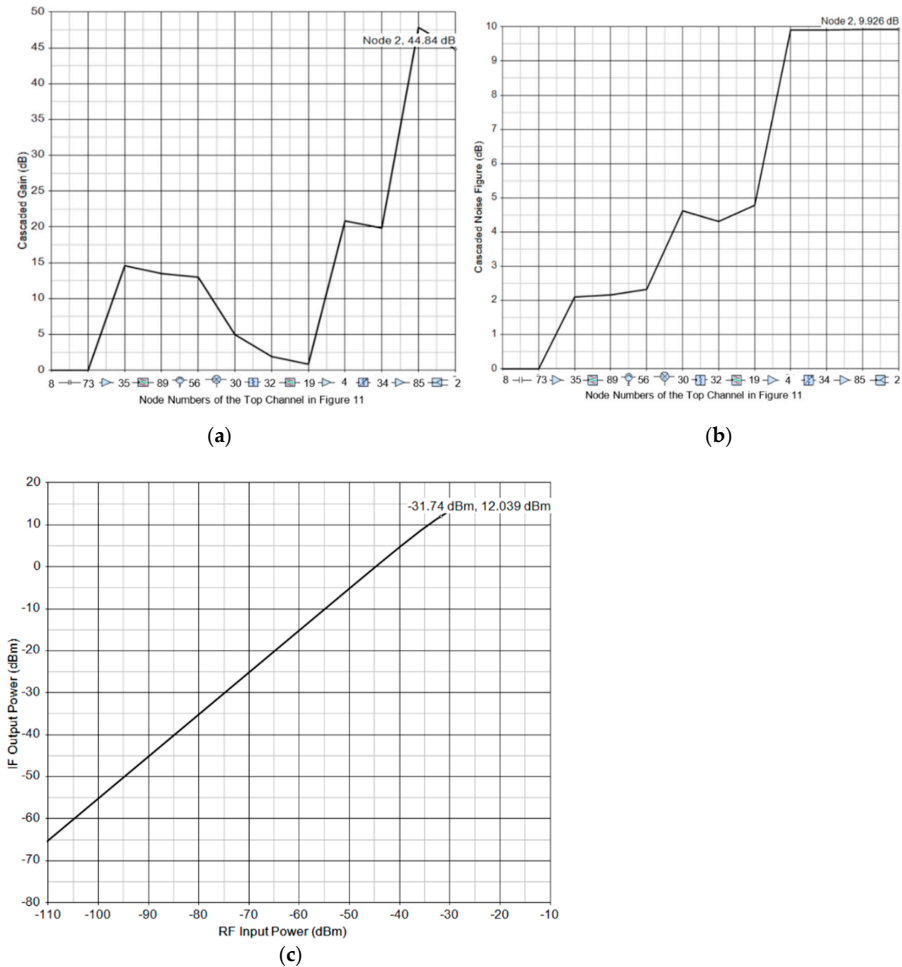 50
45
40
35
30
25
20
15
10
5
0
Cascaded Gain (dB)
Node 2, 44.84 dB
8 73 35 89 56 30 32 19 4 34 85 2
Node Numbers of the Top Channel in Figure 11
(a)
10
9
8
7
6
5
4
3
2
1
0
Cascaded Noise Figure (dB)
Node 2, 9.926 dB
8 73 35 89 56 30 32 19 4 34 85 2
Node Numbers of the Top Channel in Figure 11
(b)
20
10
0
-10
-20
-30
-40
-50
-60
-70
-80
IF Output Power (dBm)
-31.74 dBm, 12.039 dBm
-110 -100 -90 -80 -70 -60 -50 -40 -30 -20 -10
RF Input Power (dBm)
(c)